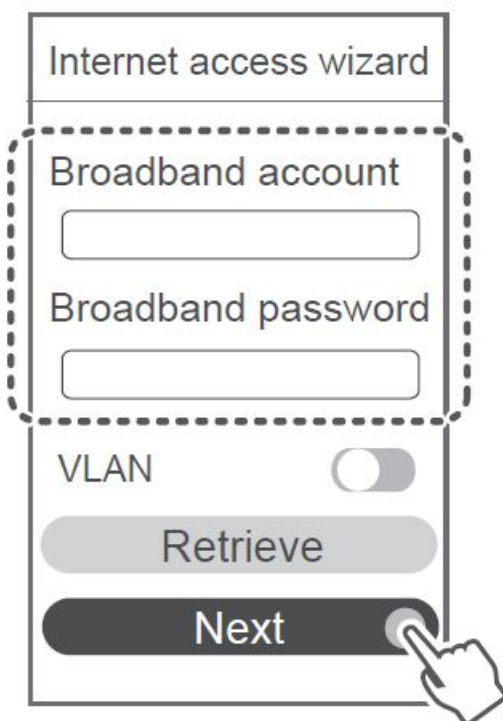 Internet access wizard
Broadband account
Broadband password
VLAN
Retrieve
Next